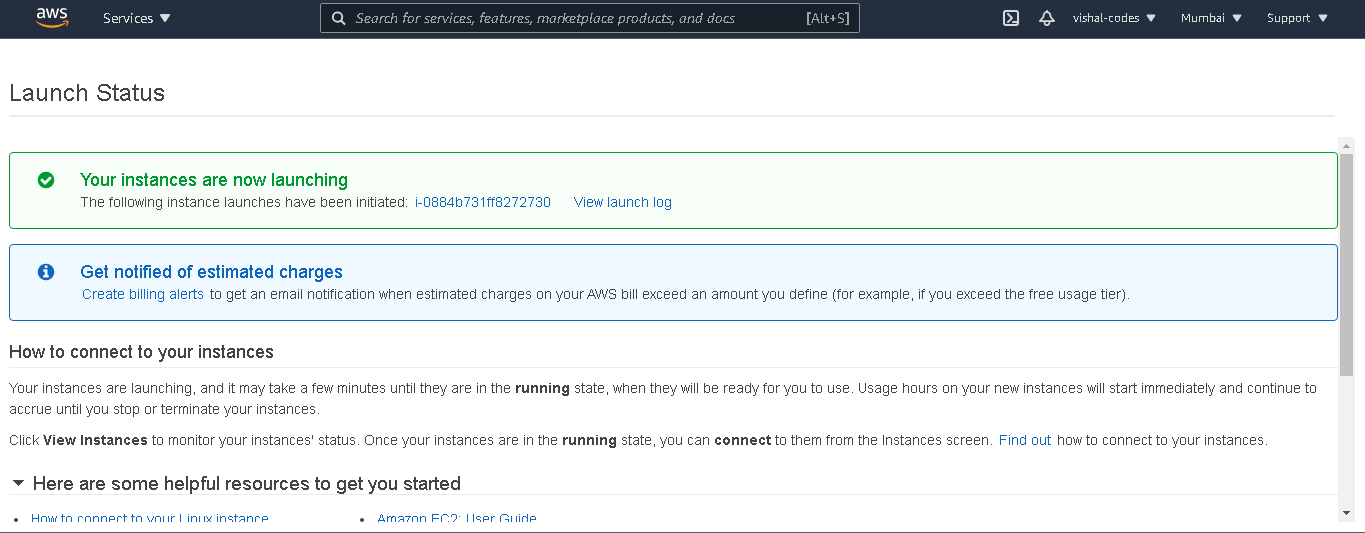 aws Services Search for services, features, marketplace products, and docs [Alt+S] vishal-codes Mumbai Support
Launch Status
Your instances are now launching
The following instance launches have been initiated: i-0884b731ff8272730 View launch log
Get notified of estimated charges
Create billing alerts to get an email notification when estimated charges on your AWS bill exceed an amount you define (for example, if you exceed the free usage tier).
How to connect to your instances
Your instances are launching, and it may take a few minutes until they are in the running state, when they will be ready for you to use. Usage hours on your new instances will start immediately and continue to
accrue until you stop or terminate your instances.
Click View Instances to monitor your instances' status. Once your instances are in the running state, you can connect to them from the Instances screen. Find out how to connect to your instances.
Here are some helpful resources to get you started
• How to connect to your Linux instance • Amazon EC2: User Guide